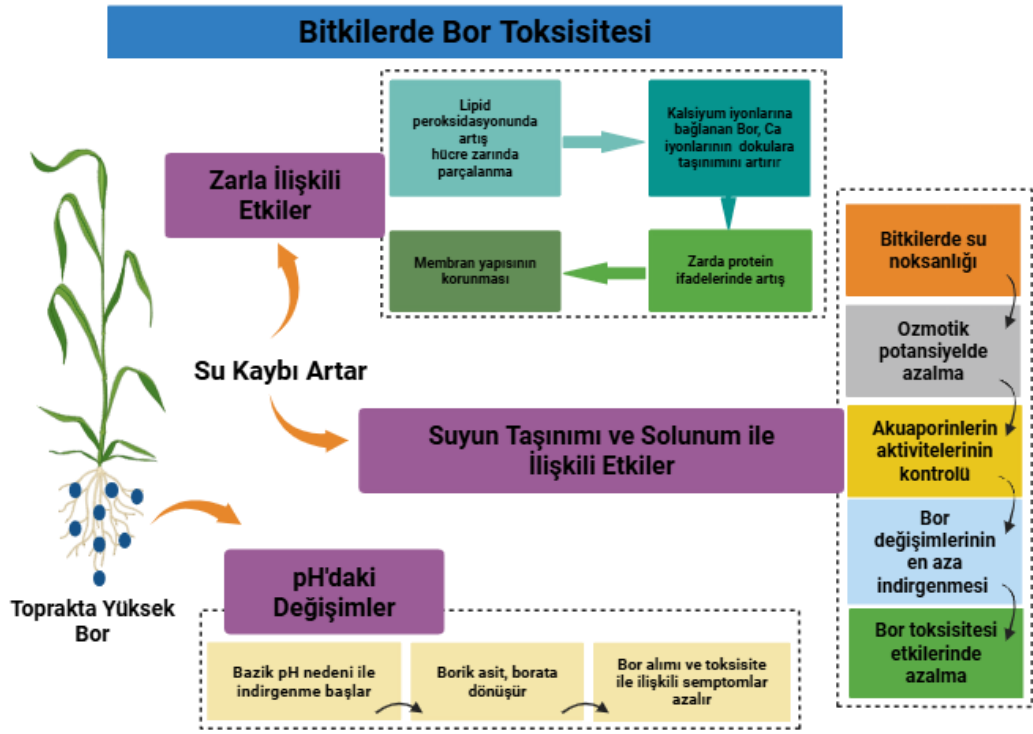 Bitkilerde Bor Toksisitesi
Lipid
peroksidasyonunda
artış
hücre zarında
parçalanma
Kalsiyum iyonlarına
bağlanan Bor, Ca
iyonlarının dokulara
taşınımını artırır
Zarla İlişkili
Etkiler
Membran yapısının
korunması
Zarda protein
ifadelerinde artış
Bitkilerde su
noksanlığı
Ozmotik
potansiyelde
azalma
Su Kaybı Artar
Suyun Taşınımı ve Solunum ile
İlişkili Etkiler
Akuaporinlerin
aktivitelerinin
kontrolü
Bor
değişimlerinin
en aza
indirgenmesi
Bor toksisitesi
etkilerinde
azalma
Toprakta Yüksek
Bor
pH'daki
Değişimler
Bazik pH nedeni ile
indirgenme başlar
Borik asit, borata
dönüşür
Bor alımı ve toksisite
ile ilişkili semptomlar
azalır